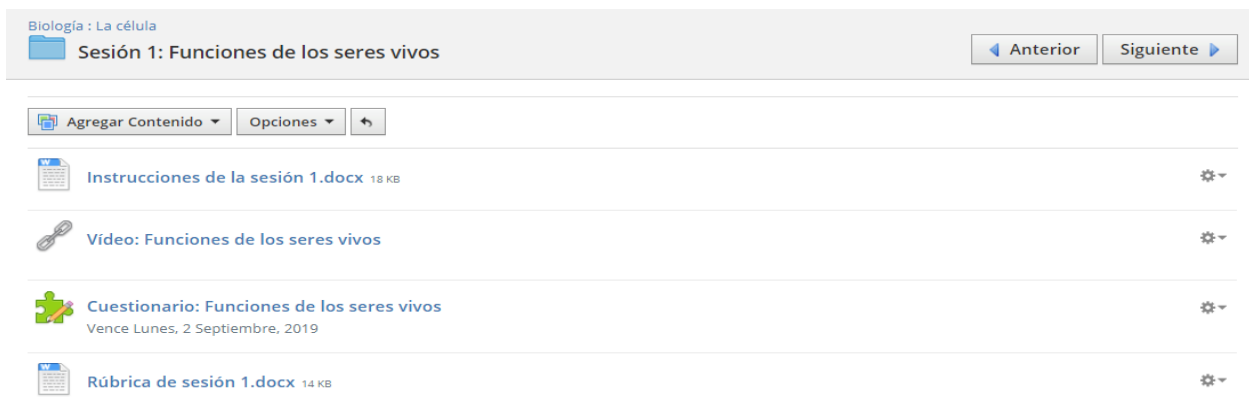 Biología : La célula
Sesión 1: Funciones de los seres vivos
Anterior
Siguiente
Agregar Contenido
Opciones
Instrucciones de la sesión 1.docx 18 KB
Vídeo: Funciones de los seres vivos
Cuestionario: Funciones de los seres vivos
Vence Lunes, 2 Septiembre, 2019
Rúbrica de sesión 1.docx 14 KB